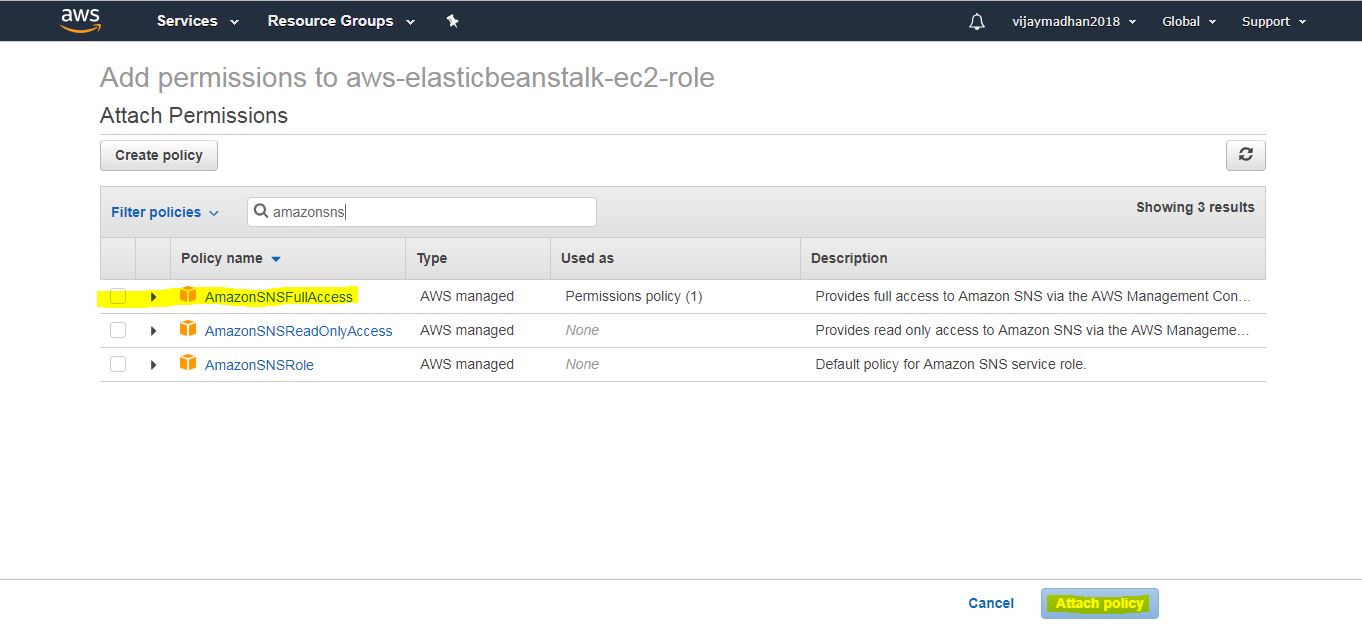 aws Services Resource Groups vijaymadhan2018 Global Support
Add permissions to aws-elasticbeanstalk-ec2-role
Attach Permissions
Create policy
Filter policies amazonsns Showing 3 results
Policy name Type Used as Description
AmazonSNSFullAccess AWS managed Permissions policy (1) Provides full access to Amazon SNS via the AWS Management Con…
AmazonSNSReadOnlyAccess AWS managed None Provides read only access to Amazon SNS via the AWS Manageme…
AmazonSNSRole AWS managed None Default policy for Amazon SNS service role.
Cancel Attach policy